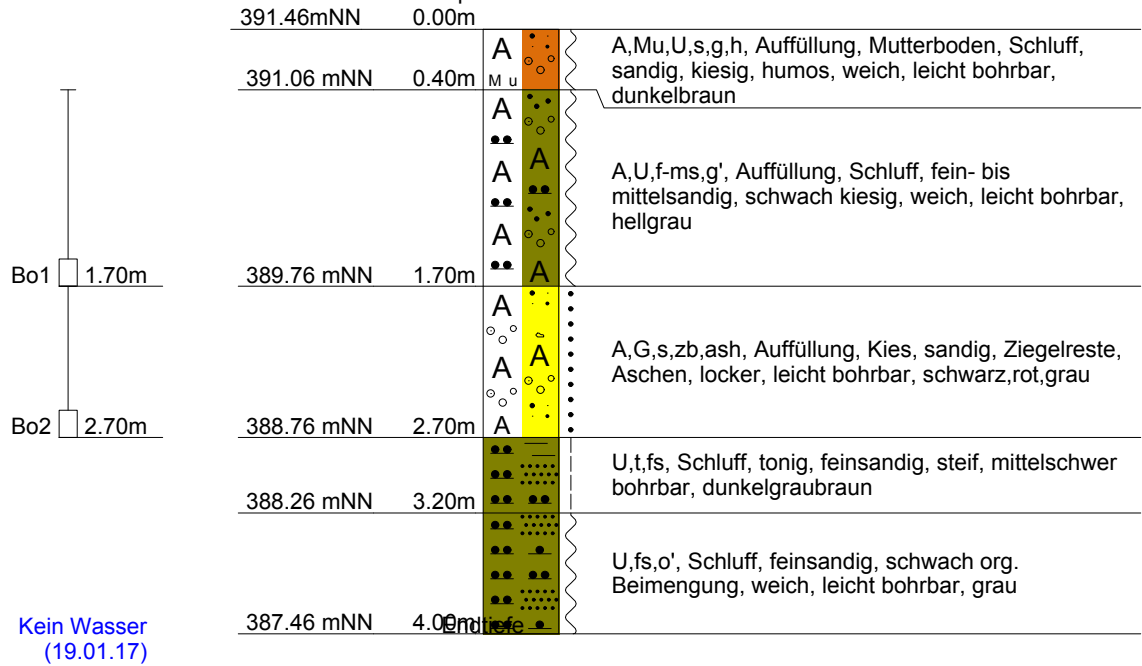 391.46mNN 0.00m
A
A,Mu,U,s,g,h, Auffüllung, Mutterboden, Schluff,
sandig, kiesig, humos, weich, leicht bohrbar,
dunkelbraun
391.06 mNN 0.40m Mu
A
A
A
A
A,U,f-ms,g', Auffüllung, Schluff, fein- bis
mittelsandig, schwach kiesig, weich, leicht bohrbar,
hellgrau
A
Bo1 1.70m 389.76 mNN 1.70m
A
A
A
A
A,G,s,zb,ash, Auffüllung, Kies, sandig, Ziegelreste,
Aschen, locker, leicht bohrbar, schwarz,rot,grau
Bo2 2.70m 388.76 mNN 2.70m A
U,t,fs, Schluff, tonig, feinsandig, steif, mittelschwer
bohrbar, dunkelgraubraun
388.26 mNN 3.20m
U,fs,o', Schluff, feinsandig, schwach org.
Beimengung, weich, leicht bohrbar, grau
387.46 mNN 4.00m
Endtiefe
Kein Wasser
(19.01.17)